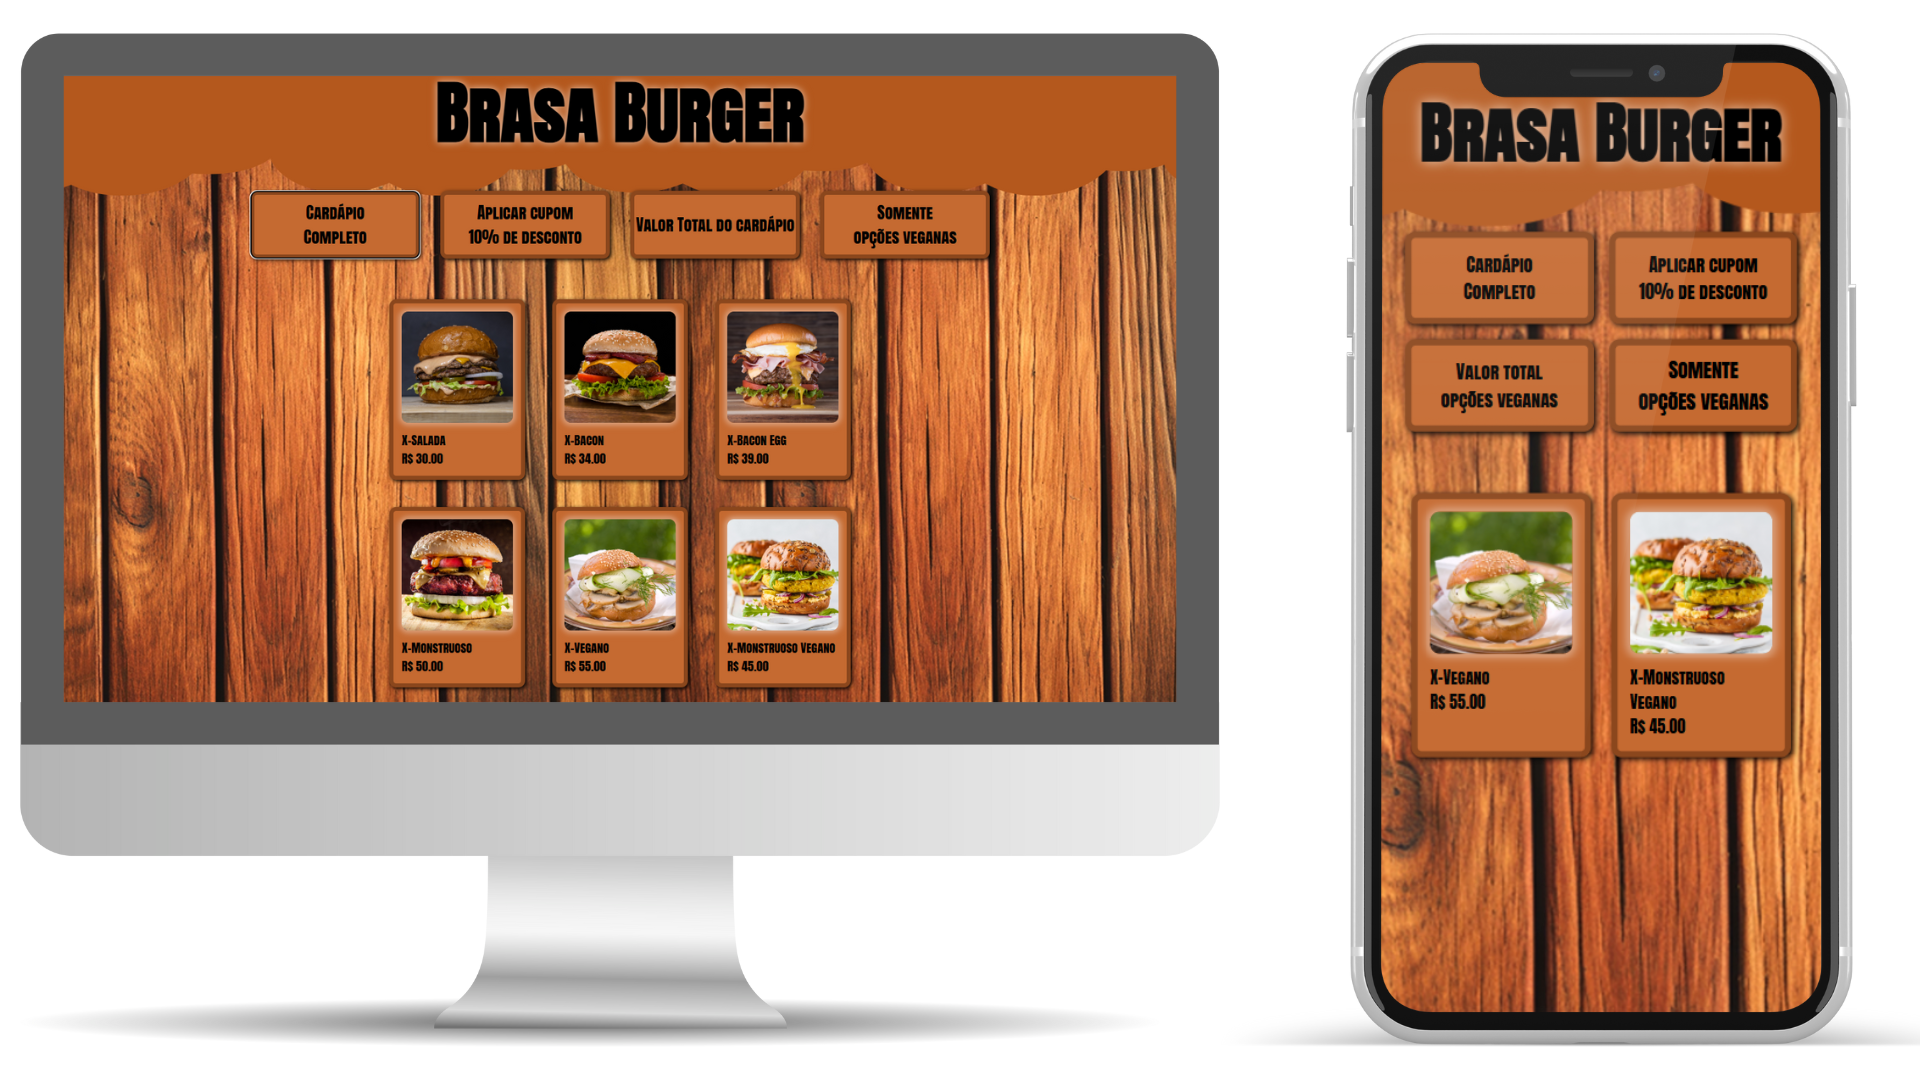 Brasa Burger
Cardápio
Completo
Aplicar cupom
10% de desconto
Valor Total do cardápio
Somente
opções veganas
X-Salada
R$ 30.00
X-Bacon
R$ 34.00
X-Bacon Egg
R$ 39.00
X-Monstruoso
R$ 50.00
X-Vegano
R$ 55.00
X-Monstruoso Vegano
R$ 45.00
Brasa Burger
Cardápio
Completo
Aplicar cupom
10% de desconto
Valor total
opções veganas
Somente
opções veganas
X-Vegano
R$ 55.00
X-Monstruoso
Vegano
R$ 45.00